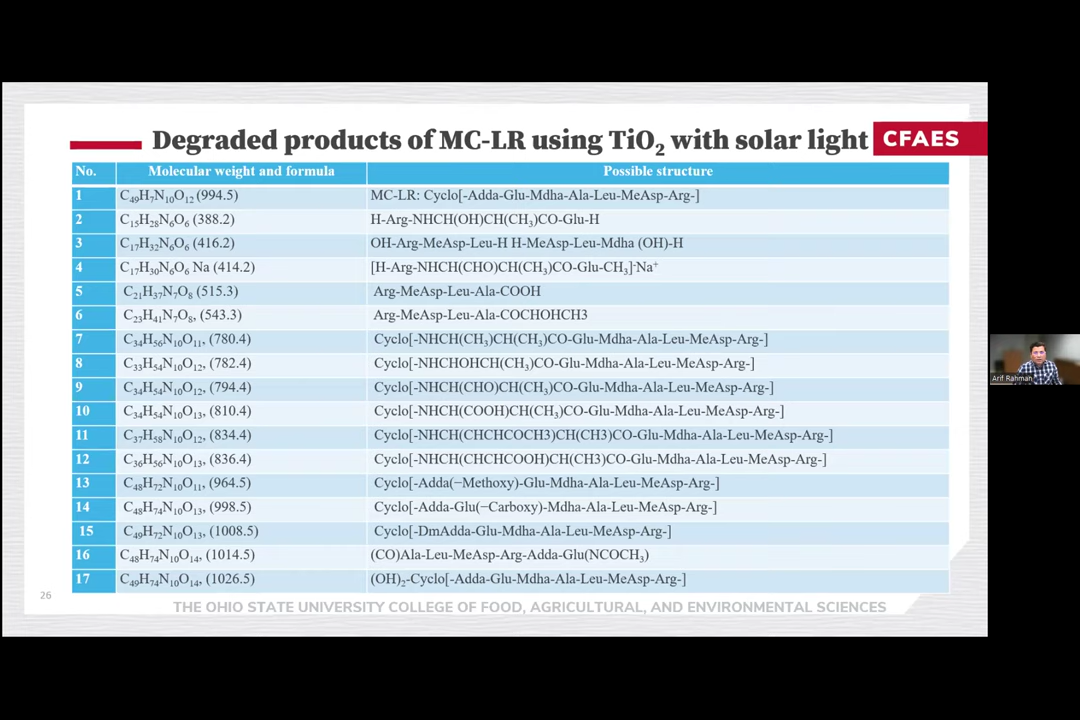 Degraded products of MC-LR using TiO₂ with solar light
CFAES
No. Molecular weight and formula Possible structure
1 C₄₉H₇N₁₀O₁₂ (994.5) MC-LR: Cyclo[-Adda-Glu-Mdha-Ala-Leu-MeAsp-Arg-]
2 C₁₅H₂₈N₆O₆ (388.2) H-Arg-NHCH(OH)CH(CH₃)CO-Glu-H
3 C₁₇H₃₂N₆O₆ (416.2) OH-Arg-MeAsp-Leu-H H-MeAsp-Leu-Mdha (OH)-H
4 C₁₇H₃₀N₆O₆ Na (414.2) [H-Arg-NHCH(CHO)CH(CH₃)CO-Glu-CH₃]⁻Na⁺
5 C₂₁H₃₇N₇O₈ (515.3) Arg-MeAsp-Leu-Ala-COOH
6 C₂₃H₄₁N₇O₈, (543.3) Arg-MeAsp-Leu-Ala-COCHOHCH3
7 C₃₄H₅₆N₁₀O₁₁, (780.4) Cyclo[-NHCH(CH₃)CH(CH₃)CO-Glu-Mdha-Ala-Leu-MeAsp-Arg-]
8 C₃₃H₅₄N₁₀O₁₂, (782.4) Cyclo[-NHCHOHCH(CH₃)CO-Glu-Mdha-Ala-Leu-MeAsp-Arg-]
9 C₃₄H₅₄N₁₀O₁₂, (794.4) Cyclo[-NHCH(CHO)CH(CH₃)CO-Glu-Mdha-Ala-Leu-MeAsp-Arg-]
10 C₃₄H₅₄N₁₀O₁₃, (810.4) Cyclo[-NHCH(COOH)CH(CH₃)CO-Glu-Mdha-Ala-Leu-MeAsp-Arg-]
11 C₃₇H₅₈N₁₀O₁₂, (834.4) Cyclo[-NHCH(CHCHCOCH3)CH(CH3)CO-Glu-Mdha-Ala-Leu-MeAsp-Arg-]
12 C₃₆H₅₆N₁₀O₁₃, (836.4) Cyclo[-NHCH(CHCHCOOH)CH(CH3)CO-Glu-Mdha-Ala-Leu-MeAsp-Arg-]
13 C₄₈H₇₂N₁₀O₁₁, (964.5) Cyclo[-Adda(−Methoxy)-Glu-Mdha-Ala-Leu-MeAsp-Arg-]
14 C₄₈H₇₄N₁₀O₁₃, (998.5) Cyclo[-Adda-Glu(−Carboxy)-Mdha-Ala-Leu-MeAsp-Arg-]
15 C₄₉H₇₂N₁₀O₁₃, (1008.5) Cyclo[-DmAdda-Glu-Mdha-Ala-Leu-MeAsp-Arg-]
16 C₄₈H₇₄N₁₀O₁₄, (1014.5) (CO)Ala-Leu-MeAsp-Arg-Adda-Glu(NCOCH₃)
17 C₄₉H₇₄N₁₀O₁₄, (1026.5) (OH)₂-Cyclo[-Adda-Glu-Mdha-Ala-Leu-MeAsp-Arg-]
26
THE OHIO STATE UNIVERSITY COLLEGE OF FOOD, AGRICULTURAL, AND ENVIRONMENTAL SCIENCES
Arif Rahman